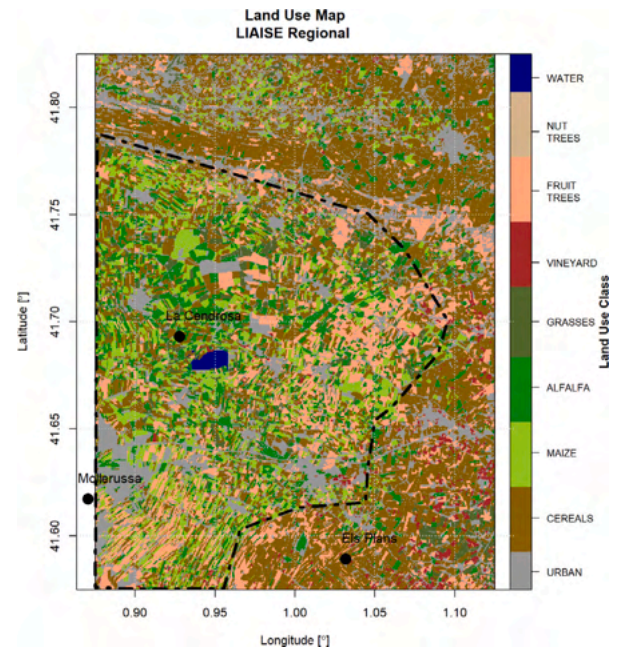 Land Use Map
LIAISE Regional
WATER
NUT
TREES
FRUIT
TREES
VINEYARD
GRASSES
ALFALFA
MAIZE
CEREALS
URBAN
Land Use Class
41.80
41.75
41.70
41.65
41.60
Latitude [°]
La Cendrosa
Mollerussa
Els Plans
0.90
0.95
1.00
1.05
1.10
Longitude [°]